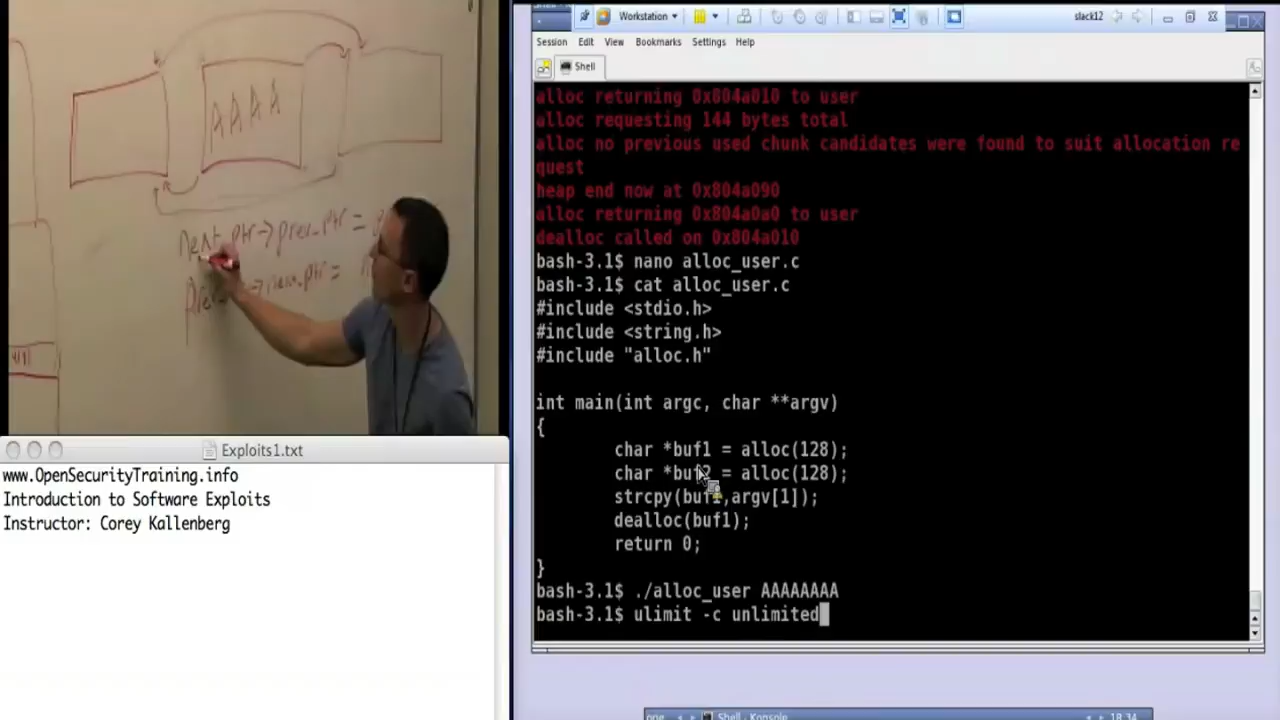 AAAA
next_ptr->prev_ptr =
Workstation
slack12
Session Edit View Bookmarks Settings Help
Shell
alloc returning 0x804a010 to user
alloc requesting 144 bytes total
alloc no previous used chunk candidates were found to suit allocation re
quest
heap end now at 0x804a090
alloc returning 0x804a0a0 to user
dealloc called on 0x804a010
bash-3.1$ nano alloc_user.c
bash-3.1$ cat alloc_user.c
#include <stdio.h>
#include <string.h>
#include "alloc.h"
int main(int argc, char **argv)
{
char *buf1 = alloc(128);
char *buf2 = alloc(128);
strcpy(buf1,argv[1]);
dealloc(buf1);
return 0;
}
bash-3.1$ ./alloc_user AAAAAAAA
bash-3.1$ ulimit -c unlimited
Shell - Konsole
18:34
Exploits1.txt
www.OpenSecurityTraining.info
Introduction to Software Exploits
Instructor: Corey Kallenberg